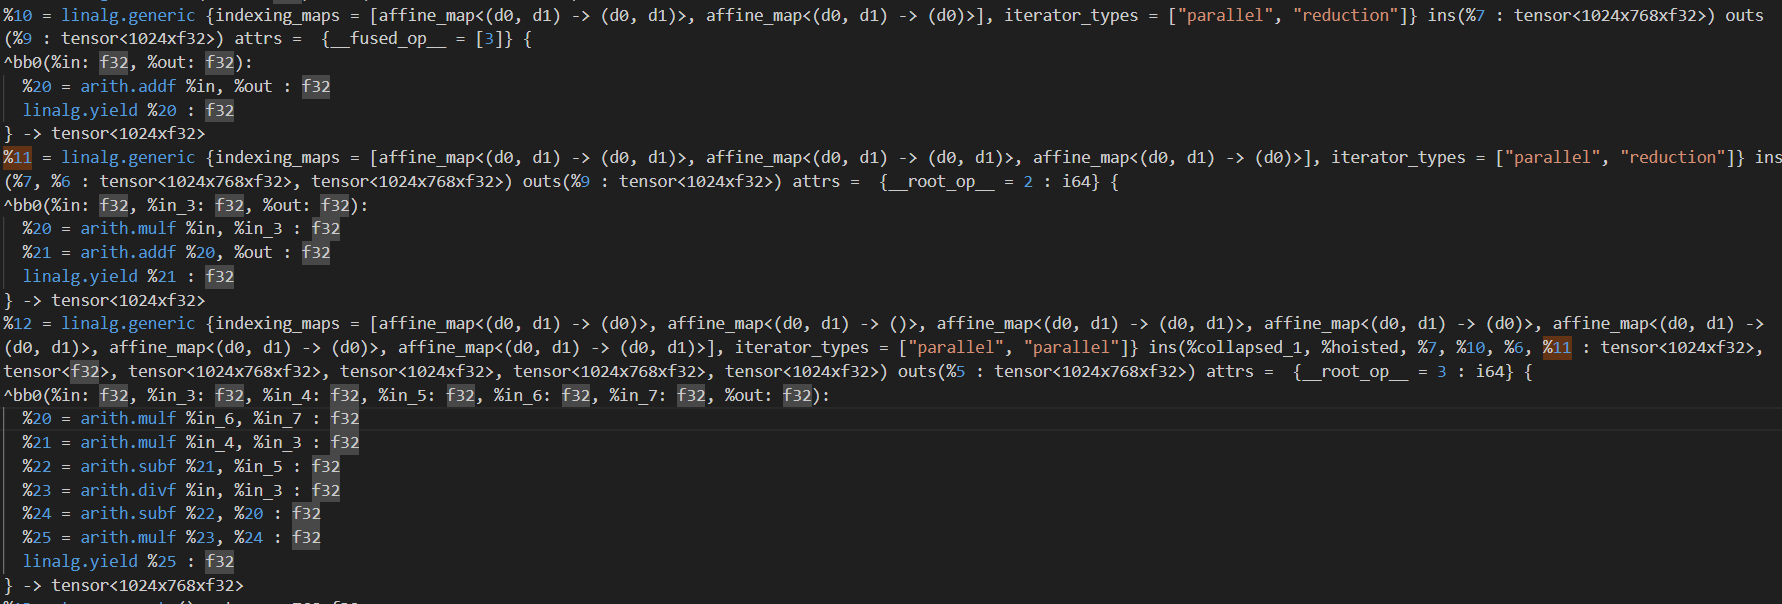 %10 = linalg.generic {indexing_maps = [affine_map<(d0, d1) -> (d0, d1)>, affine_map<(d0, d1) -> (d0)>], iterator_types = ["parallel", "reduction"]} ins(%7 : tensor<1024x768xf32>) outs
(%9 : tensor<1024xf32>) attrs =  {__fused_op__ = [3]} {
^bb0(%in: f32, %out: f32):
  %20 = arith.addf %in, %out : f32
  linalg.yield %20 : f32
} -> tensor<1024xf32>
%11 = linalg.generic {indexing_maps = [affine_map<(d0, d1) -> (d0, d1)>, affine_map<(d0, d1) -> (d0, d1)>, affine_map<(d0, d1) -> (d0)>], iterator_types = ["parallel", "reduction"]} ins
(%7, %6 : tensor<1024x768xf32>, tensor<1024x768xf32>) outs(%9 : tensor<1024xf32>) attrs =  {__root_op__ = 2 : i64} {
^bb0(%in: f32, %in_3: f32, %out: f32):
  %20 = arith.mulf %in, %in_3 : f32
  %21 = arith.addf %20, %out : f32
  linalg.yield %21 : f32
} -> tensor<1024xf32>
%12 = linalg.generic {indexing_maps = [affine_map<(d0, d1) -> (d0)>, affine_map<(d0, d1) -> ()>, affine_map<(d0, d1) -> (d0, d1)>, affine_map<(d0, d1) -> (d0)>, affine_map<(d0, d1) ->
(d0, d1)>, affine_map<(d0, d1) -> (d0)>, affine_map<(d0, d1) -> (d0, d1)>], iterator_types = ["parallel", "parallel"]} ins(%collapsed_1, %hoisted, %7, %10, %6, %11 : tensor<1024xf32>,
tensor<f32>, tensor<1024x768xf32>, tensor<1024xf32>, tensor<1024x768xf32>, tensor<1024xf32>) outs(%5 : tensor<1024x768xf32>) attrs =  {__root_op__ = 3 : i64} {
^bb0(%in: f32, %in_3: f32, %in_4: f32, %in_5: f32, %in_6: f32, %in_7: f32, %out: f32):
  %20 = arith.mulf %in_6, %in_7 : f32
  %21 = arith.mulf %in_4, %in_3 : f32
  %22 = arith.subf %21, %in_5 : f32
  %23 = arith.divf %in, %in_3 : f32
  %24 = arith.subf %22, %20 : f32
  %25 = arith.mulf %23, %24 : f32
  linalg.yield %25 : f32
} -> tensor<1024x768xf32>